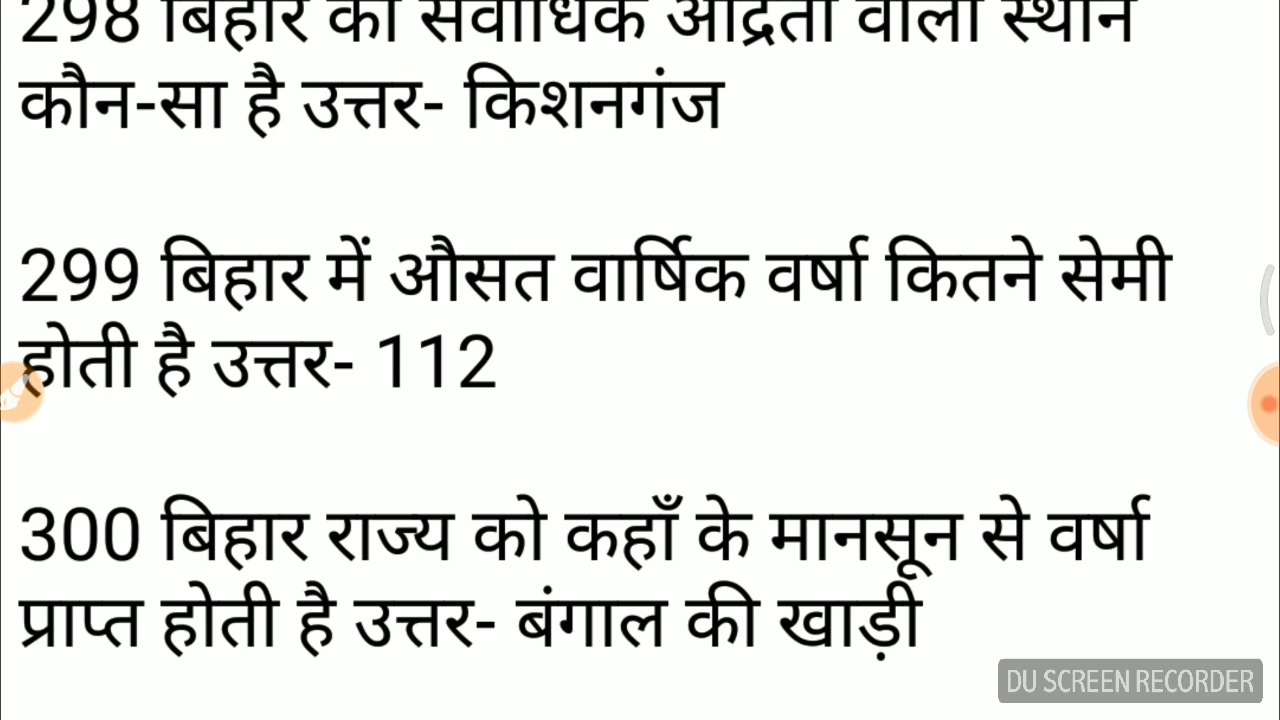 298 बिहार का सर्वाधिक आर्द्रता वाला स्थान
कौन-सा है उत्तर- किशनगंज
299 बिहार में औसत वार्षिक वर्षा कितने सेमी
होती है उत्तर- 112
300 बिहार राज्य को कहाँ के मानसून से वर्षा
प्राप्त होती है उत्तर- बंगाल की खाड़ी
DU SCREEN RECORDER